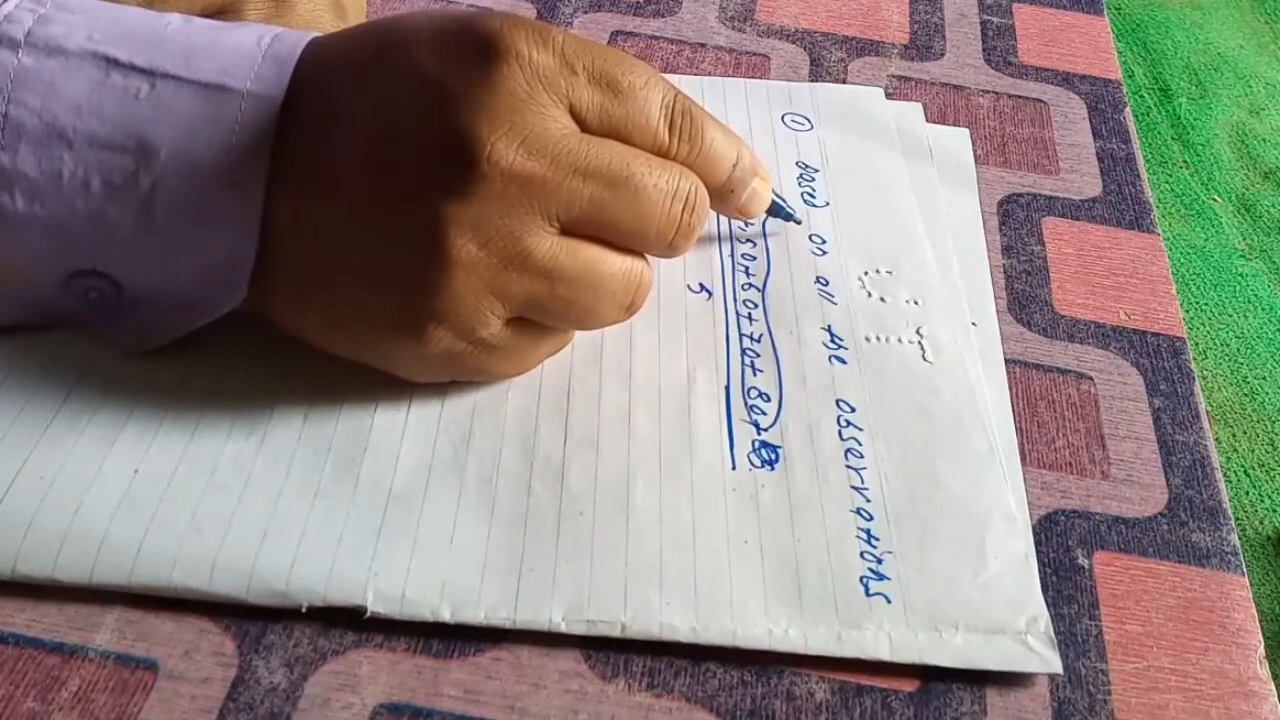 ① based on all the observations
50+60+70+80+
5